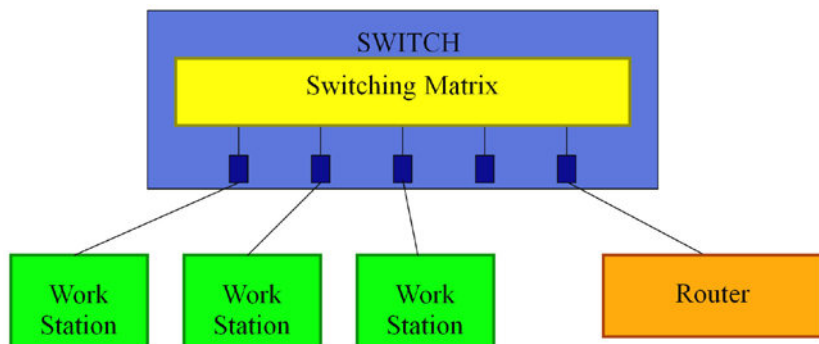 SWITCH
Switching Matrix
Work
Station
Work
Station
Work
Station
Router